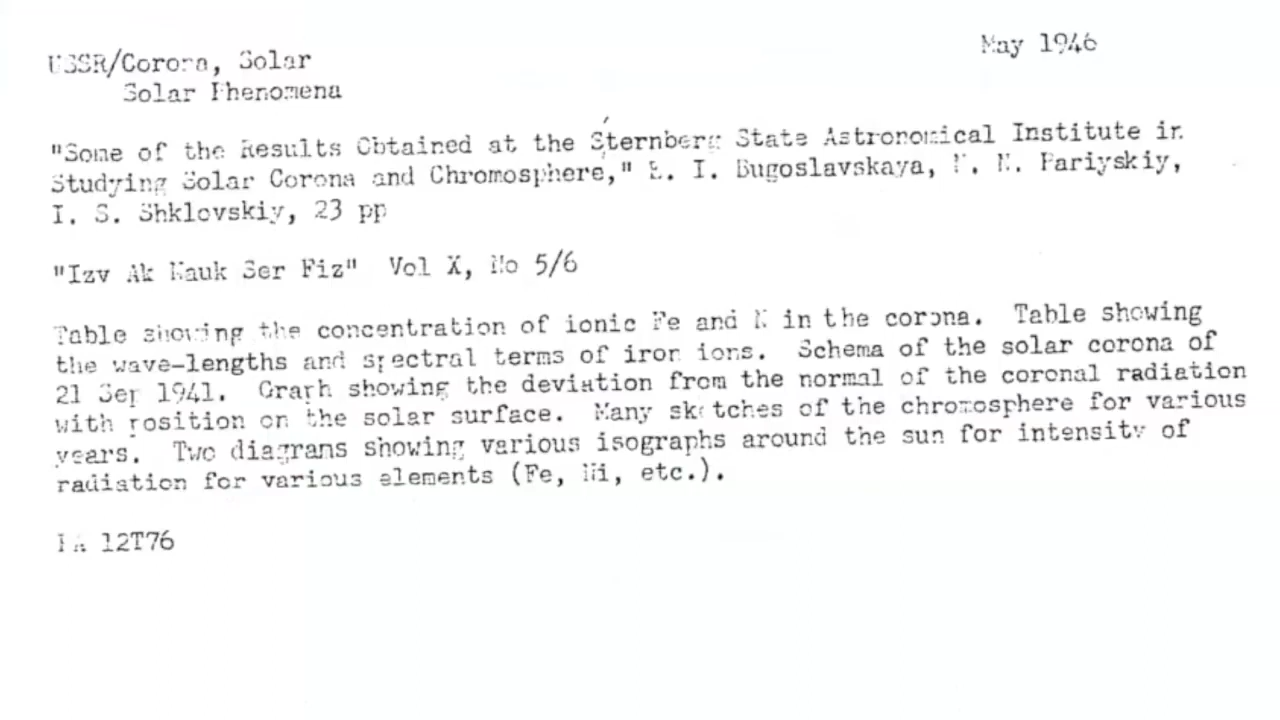 May 1946
USSR/Corona, Solar
Solar Phenomena
"Some of the Results Obtained at the Sternberg State Astronomical Institute in
Studying Solar Corona and Chromosphere," E. I. Bugoslavskaya, N. N. Pariyskiy,
I. S. Shklovskiy, 23 pp
"Izv Ak Nauk Ser Fiz" Vol X, No 5/6
Table showing the concentration of ionic Fe and N in the corona. Table showing
the wave-lengths and spectral terms of iron ions. Schema of the solar corona of
21 Sep 1941. Graph showing the deviation from the normal of the coronal radiation
with position on the solar surface. Many sketches of the chromosphere for various
years. Two diagrams showing various isographs around the sun for intensity of
radiation for various elements (Fe, Ni, etc.).
12T76